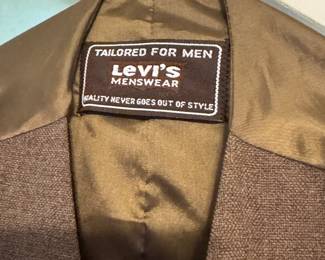 TAILORED FOR MEN
LeVI'S
MENSWEAR
QUALITY NEVER GOES OUT OF STYLE